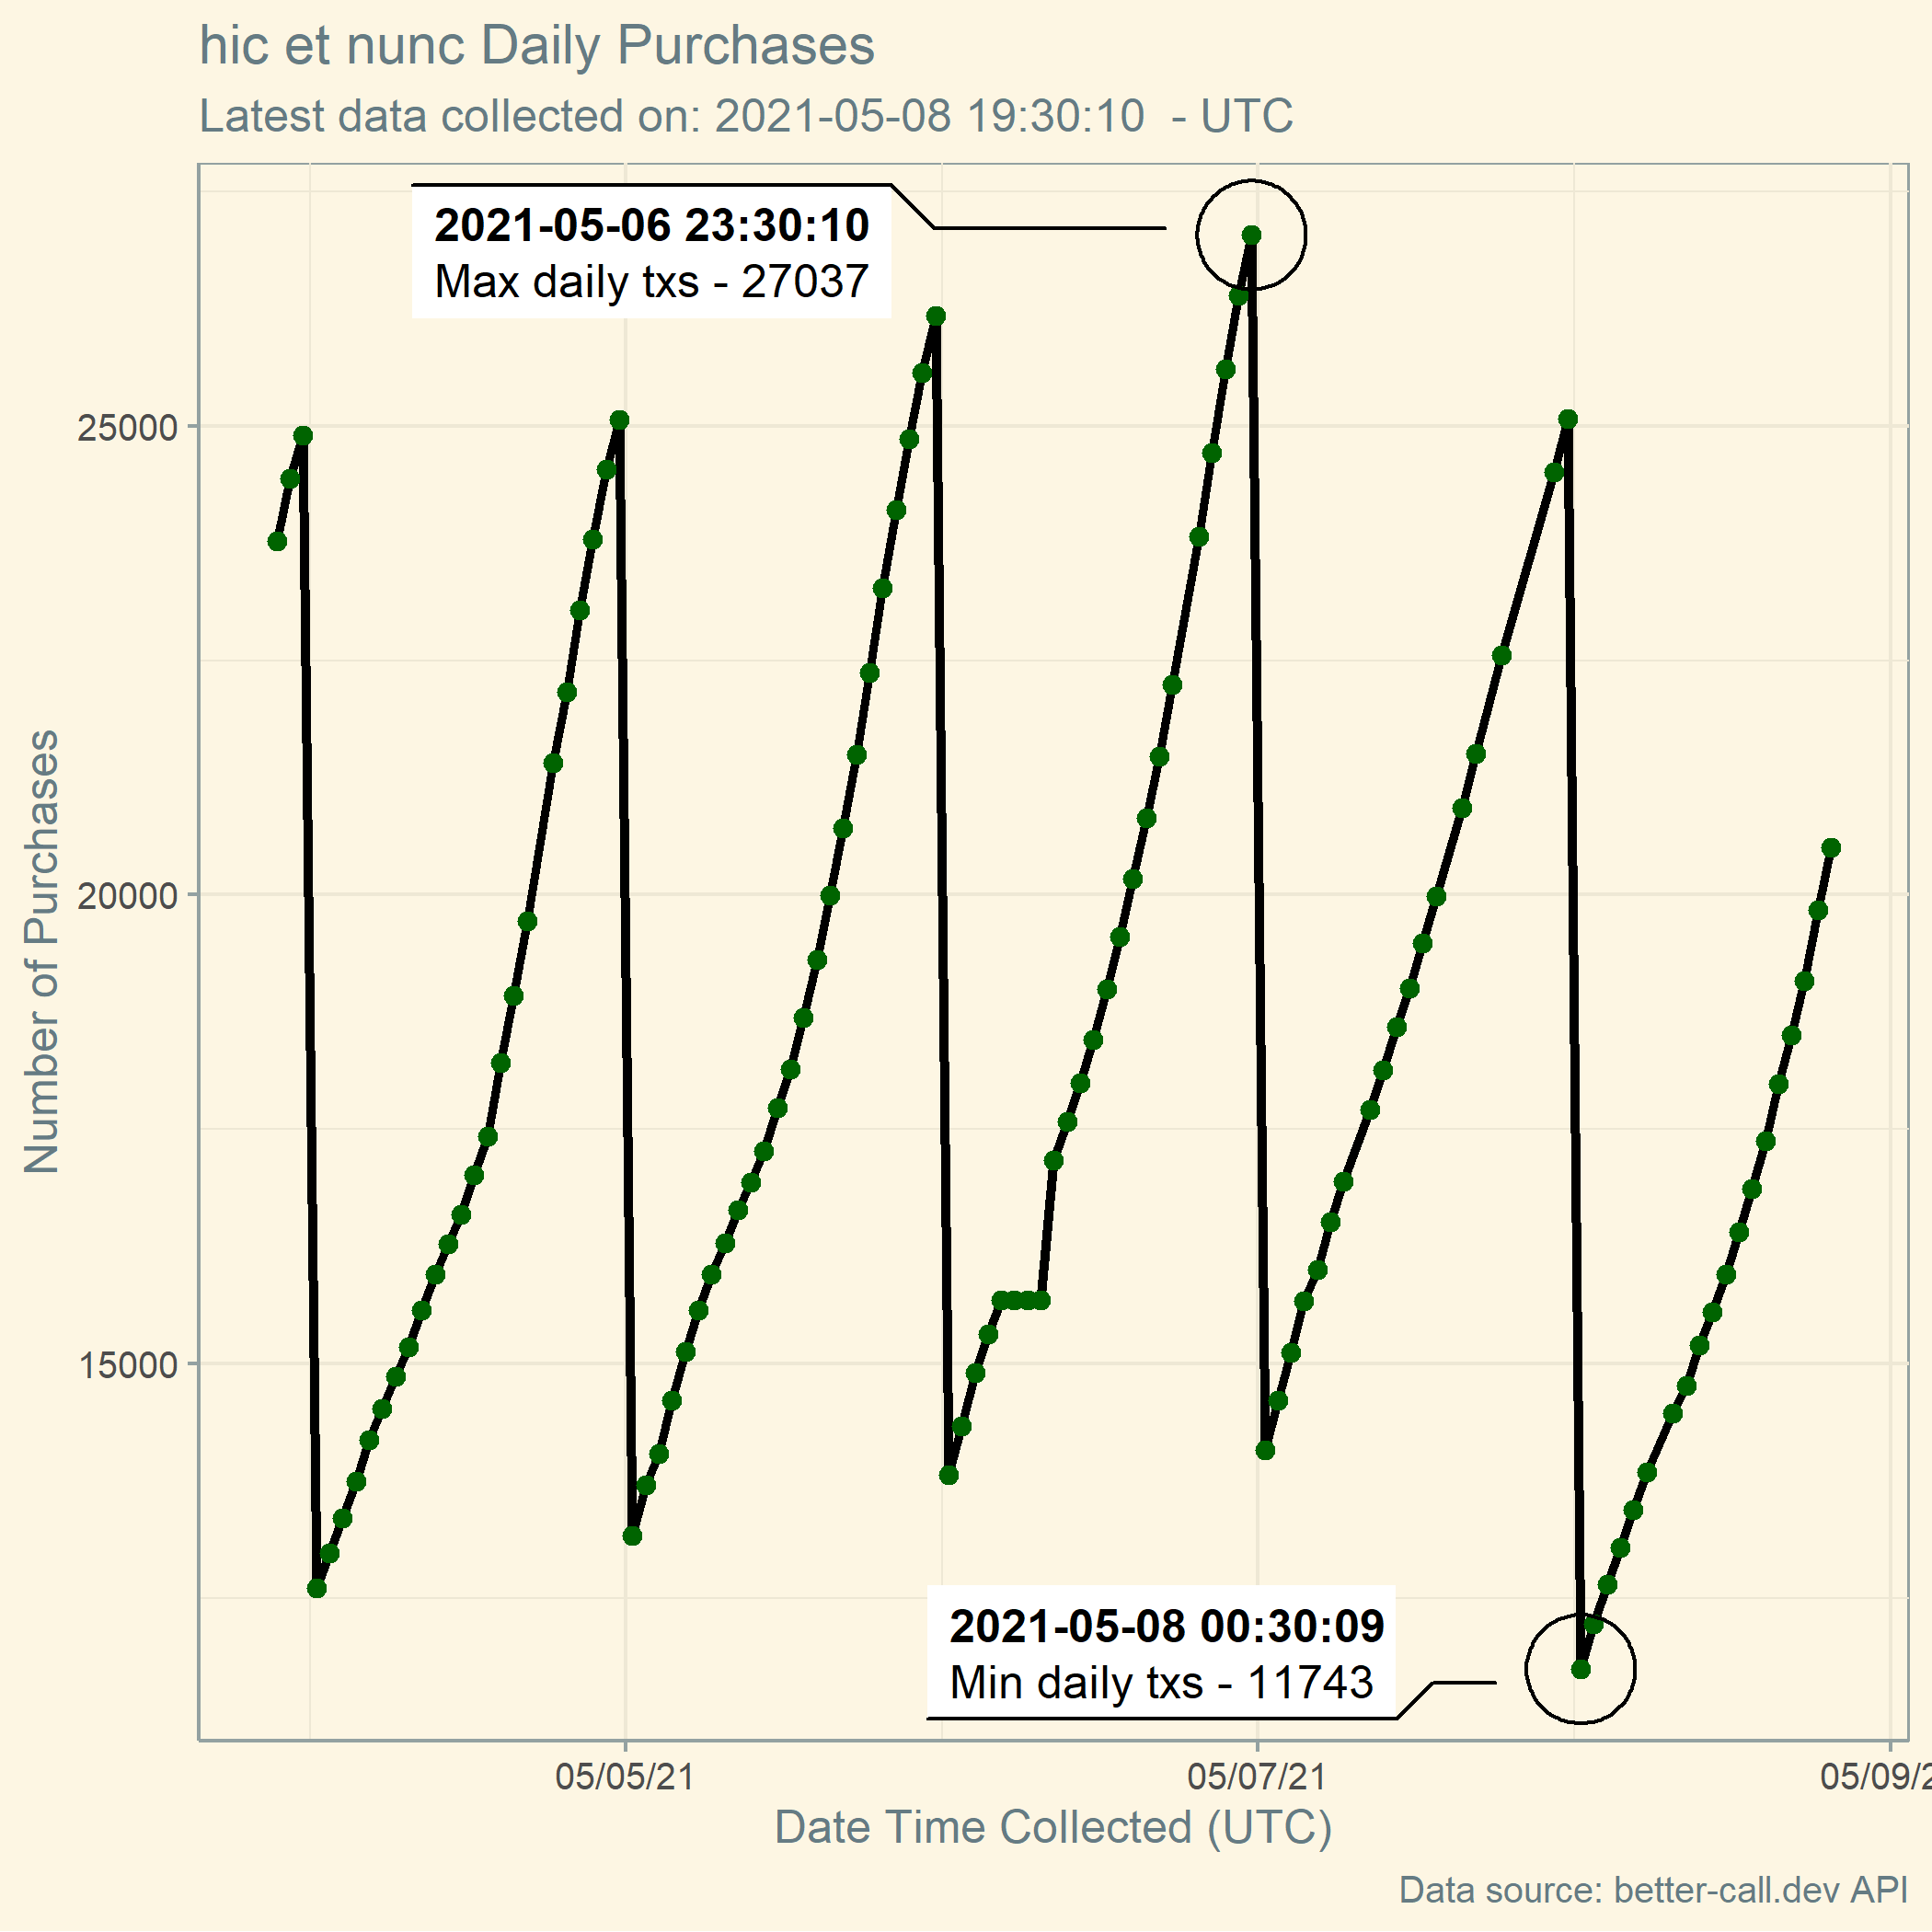 hic et nunc Daily Purchases
Latest data collected on: 2021-05-08 19:30:10 - UTC
2021-05-06 23:30:10
Max daily txs - 27037
25000
20000
15000
Number of Purchases
2021-05-08 00:30:09
Min daily txs - 11743
05/05/21
05/07/21
05/09/2
Date Time Collected (UTC)
Data source: better-call.dev API